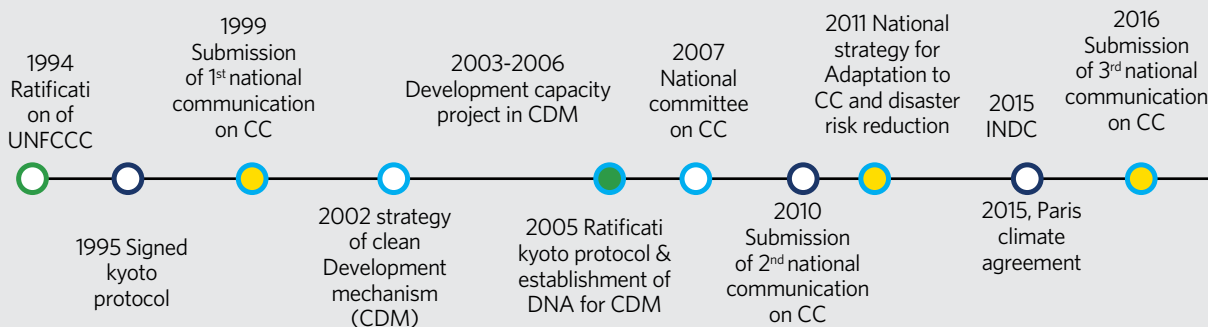 1994
Ratificati
on of
UNFCCC
1995 Signed
kyoto
protocol
1999
Submission
of 1st national
communication
on CC
2002 strategy
of clean
Development
mechanism
(CDM)
2003-2006
Development capacity
project in CDM
2005 Ratificati
kyoto protocol &
establishment of
DNA for CDM
2007
National
committee
on CC
2010
Submission
of 2nd national
communication
on CC
2011 National
strategy for
Adaptation to
CC and disaster
risk reduction
2015
INDC
2015, Paris
climate
agreement
2016
Submission
of 3rd national
communication
on CC